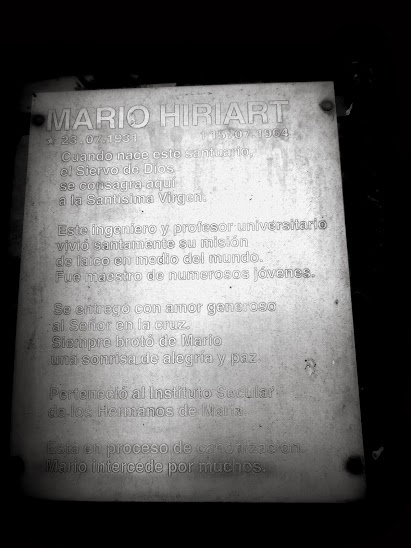 MARIO HIRIART
* 23.07.1931 † 15.07.1964
Cuando nace este santuario,
el Siervo de Dios
se consagra aquí
a la Santísima Virgen.
Este ingeniero y profesor universitario
vivió santamente su misión
de laico en medio del mundo.
Fue maestro de numerosos jóvenes.
Se entregó con amor generoso
al Señor en la cruz.
Siempre brotó de Mario
una sonrisa de alegría y paz
Perteneció al Instituto Secular
de los Hermanos de María.
Está en proceso de canonización.
Mario intercede por muchos.